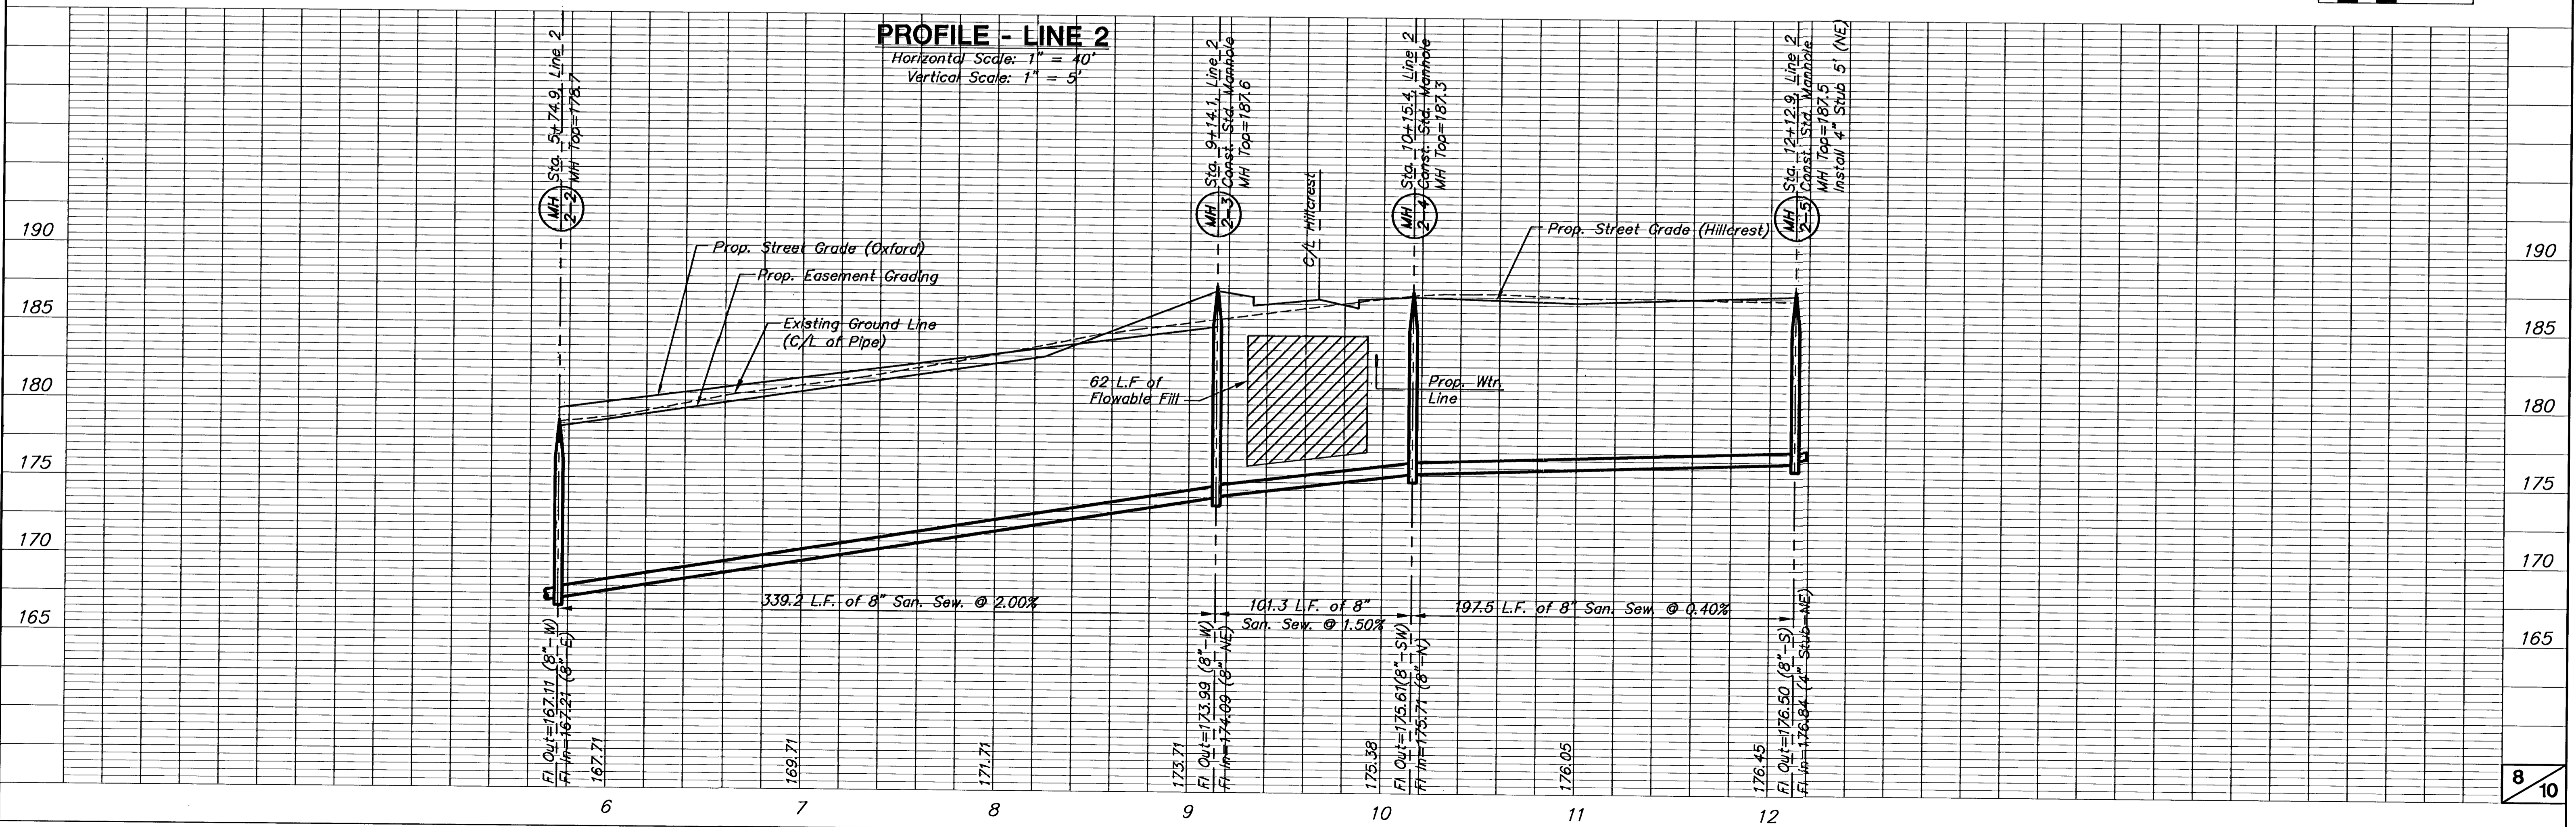 PROFILE - LINE 2
Horizontal Scale: 1" = 40'
Vertical Scale: 1" = 5'
MH 2-2
Sta. 5+74.9, Line 2
MH Top=178.7
MH 2-3
Sta. 9+14.1, Line 2
Const. Std. Manhole
MH Top=187.6
C/L Hillcrest
MH 2-4
Sta. 10+15.4, Line 2
Const. Std. Manhole
MH Top=187.3
MH 2-5
Sta. 12+12.9, Line 2
Const. Std. Manhole
MH Top=187.5
Install 4" Stub 5' (NE)
190
185
180
175
170
165
Prop. Street Grade (Oxford)
Prop. Easement Grading
Existing Ground Line
(C/L of Pipe)
62 L.F of
Flowable Fill
Prop. Wtr.
Line
Prop. Street Grade (Hillcrest)
190
185
180
175
170
165
339.2 L.F. of 8" San. Sew. @ 2.00%
101.3 L.F. of 8"
San. Sew. @ 1.50%
197.5 L.F. of 8" San. Sew. @ 0.40%
Fl Out=167.11 (8"-W)
Fl In=167.21 (8"-E)
167.71
169.71
171.71
173.71
Fl Out=173.99 (8"-W)
Fl In=174.09 (8"-NE)
175.38
Fl Out=175.61(8"-SW)
Fl In=175.71 (8"-N)
176.05
176.45
Fl Out=176.50 (8"-S)
Fl In=176.84 (4" Stub-NE)
6
7
8
9
10
11
12
8/10